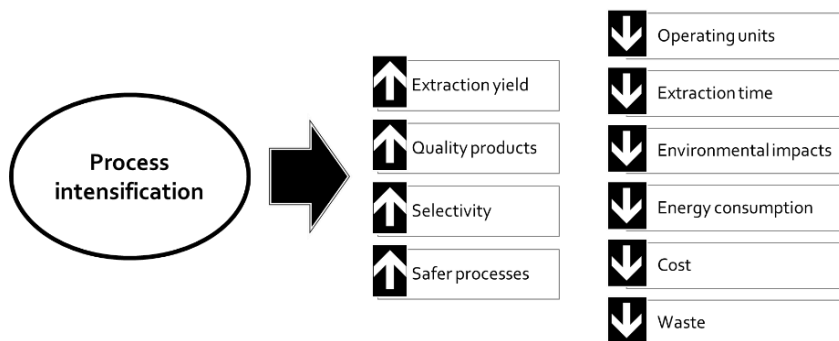 Process
intensification
Extraction yield
Quality products
Selectivity
Safer processes
Operating units
Extraction time
Environmental impacts
Energy consumption
Cost
Waste